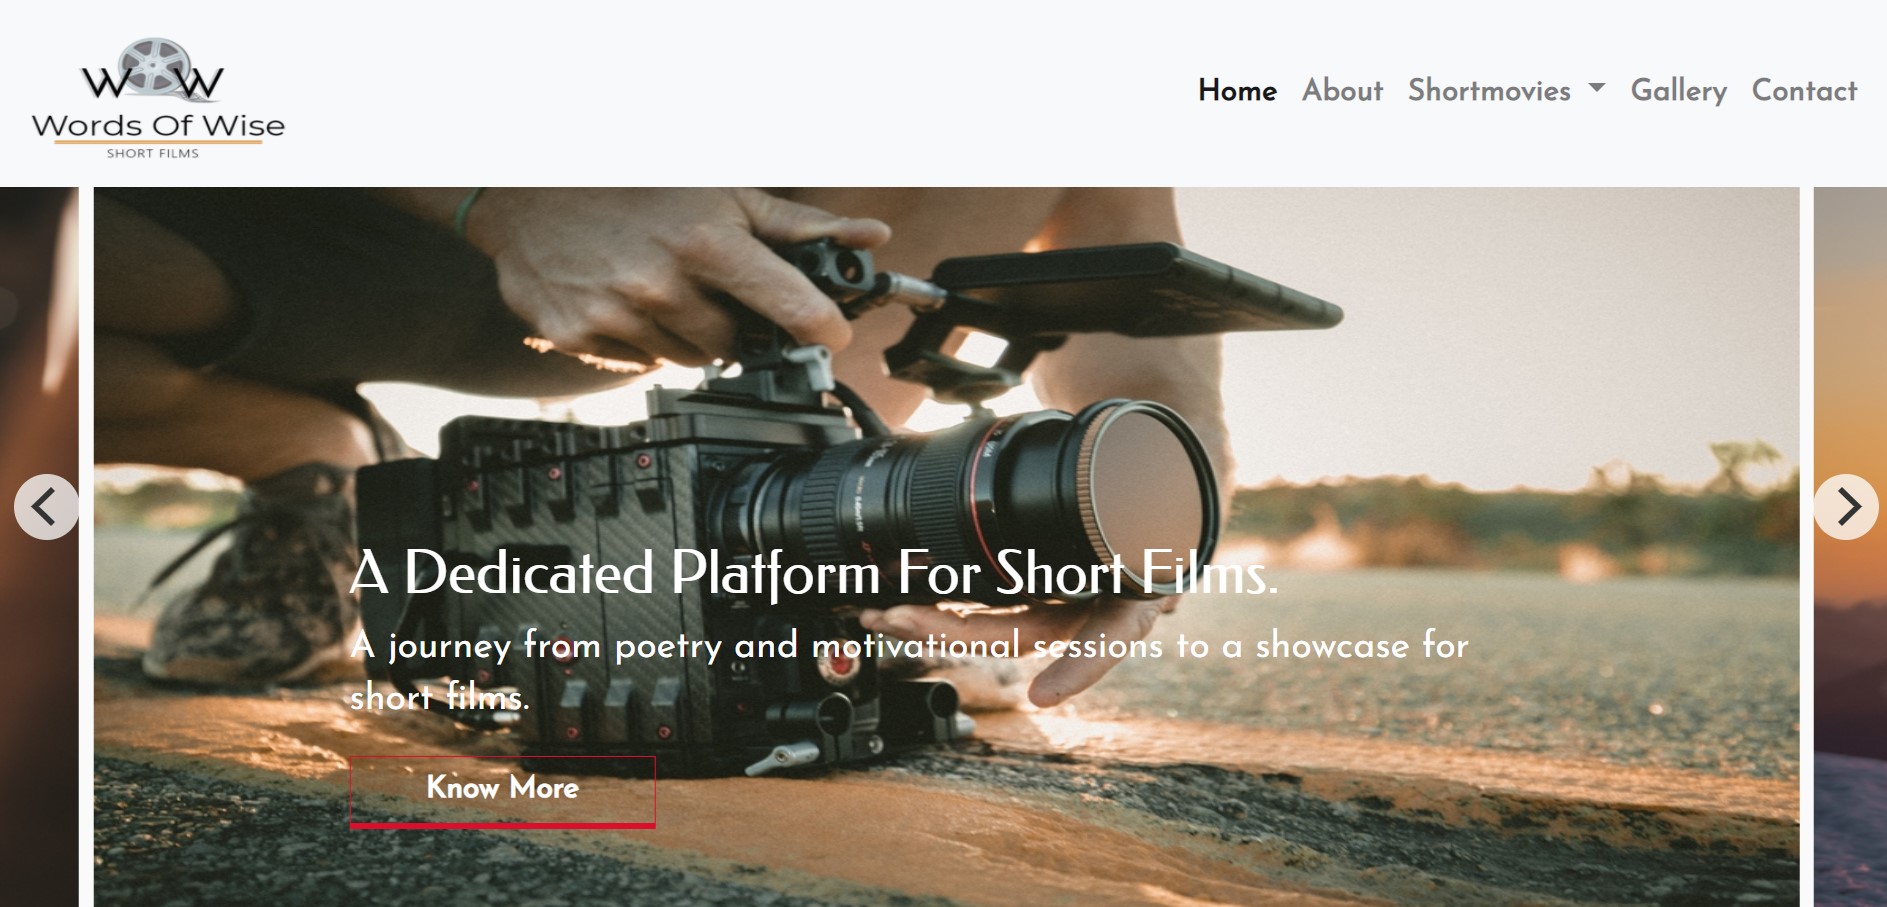 WOW
Words Of Wise
SHORT FILMS
Home About Shortmovies Gallery Contact
A Dedicated Platform For Short Films.
A journey from poetry and motivational sessions to a showcase for
short films.
Know More